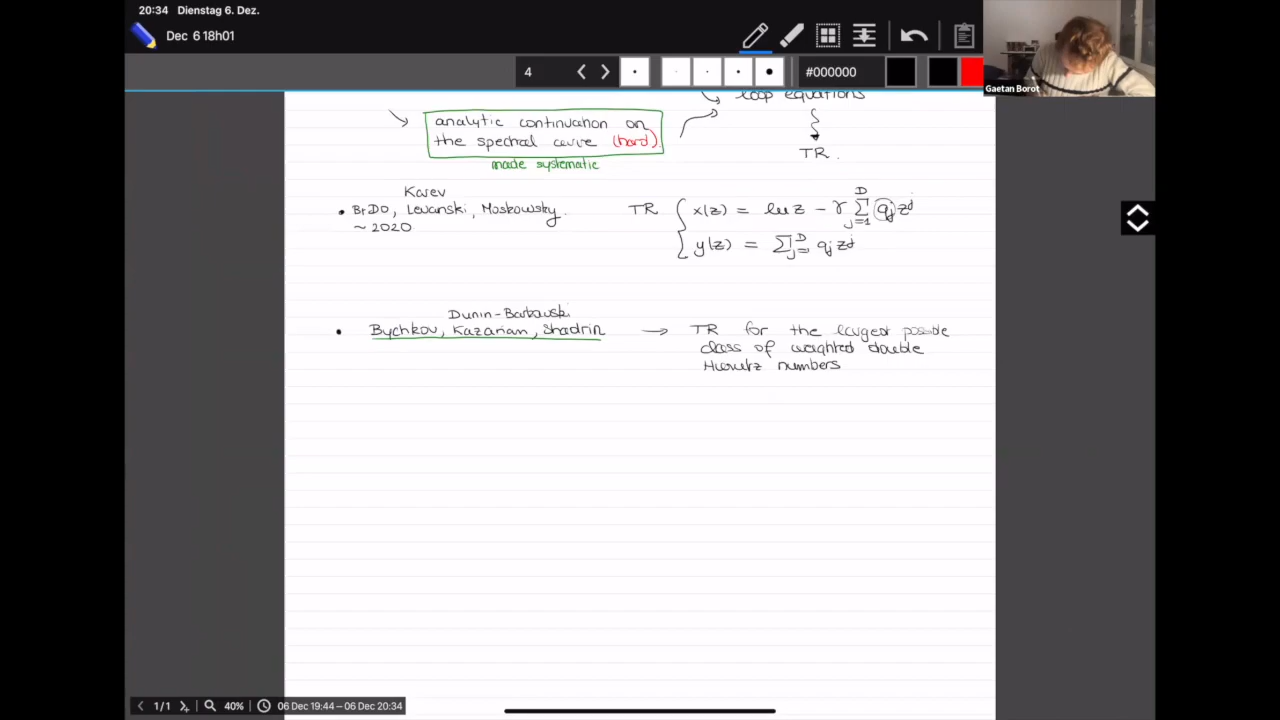 20:34 Dienstag 6. Dez.
Dec 6 18h01
4
#000000
Gaetan Borot
loop equations
analytic continuation on
the spectral curve (hard)
made systematic
TR.
Karev
• BrDO, Levanski, Moskowsky.
~ 2020
TR { x(z) = ln z − γ ∑_{j=1}^{D} q_j z^j
y(z) = ∑_{j=1}^{D} q_j z^j
Dunin-Barkowski
• Bychkov, Kazarian, Shadrin → TR for the largest possible
class of weighted double
Hurwitz numbers
1/1 40% 06 Dec 19:44 – 06 Dec 20:34